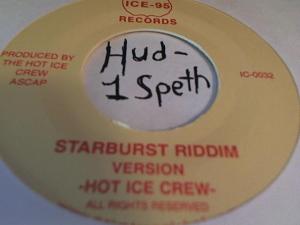 ICE-95
RECORDS
PRODUCED BY
THE HOT ICE
CREW
ASCAP
Hud-
1 Speth
IC-0032
STARBURST RIDDIM
VERSION
-HOT ICE CREW-
ALL RIGHTS RESERVED